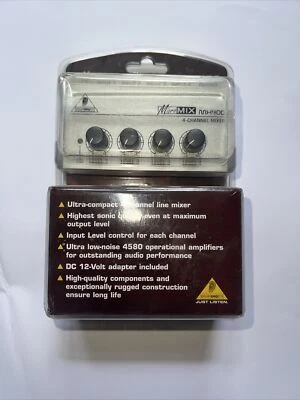 MicroMIX MX400
4-CHANNEL MIXER
Ultra-compact 4-channel line mixer
Highest sonic quality even at maximum
output level
Input Level control for each channel
Ultra low-noise 4580 operational amplifiers
for outstanding audio performance
DC 12-Volt adapter included
High-quality components and
exceptionally rugged construction
ensure long life
JUST LISTEN.